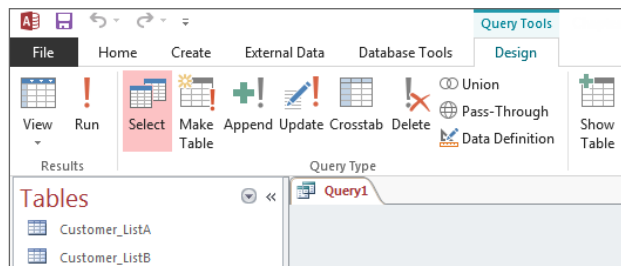 Query Tools
File Home Create External Data Database Tools Design
View Run Select Make Table Append Update Crosstab Delete Union Pass-Through Data Definition Show Table
Results Query Type
Tables « Query1
Customer_ListA
Customer_ListB